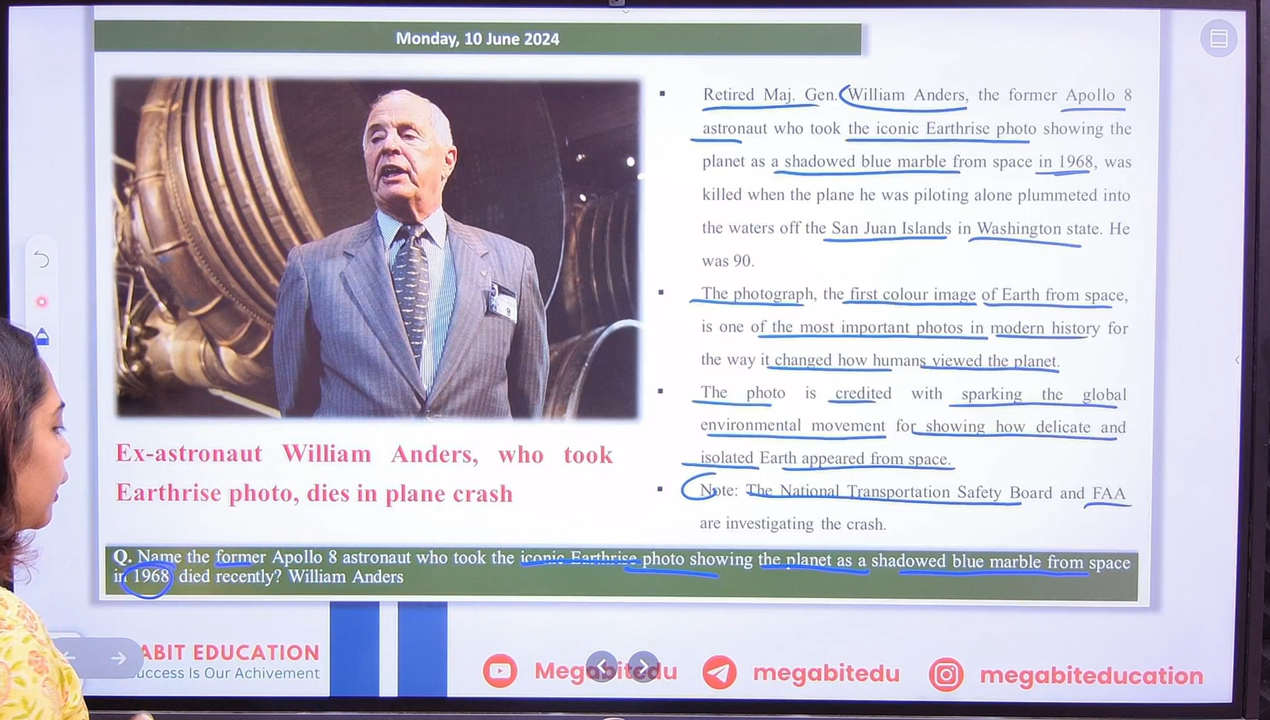 Monday, 10 June 2024
▪ Retired Maj. Gen. William Anders, the former Apollo 8
astronaut who took the iconic Earthrise photo showing the
planet as a shadowed blue marble from space in 1968, was
killed when the plane he was piloting alone plummeted into
the waters off the San Juan Islands in Washington state. He
was 90.
▪ The photograph, the first colour image of Earth from space,
is one of the most important photos in modern history for
the way it changed how humans viewed the planet.
▪ The photo is credited with sparking the global
environmental movement for showing how delicate and
isolated Earth appeared from space.
▪ Note: The National Transportation Safety Board and FAA
are investigating the crash.
Ex-astronaut William Anders, who took
Earthrise photo, dies in plane crash
Q. Name the former Apollo 8 astronaut who took the iconic Earthrise photo showing the planet as a shadowed blue marble from space
in 1968 died recently? William Anders
ABIT EDUCATION
uccess Is Our Achivement
Megabitedu
megabitedu
megabiteducation